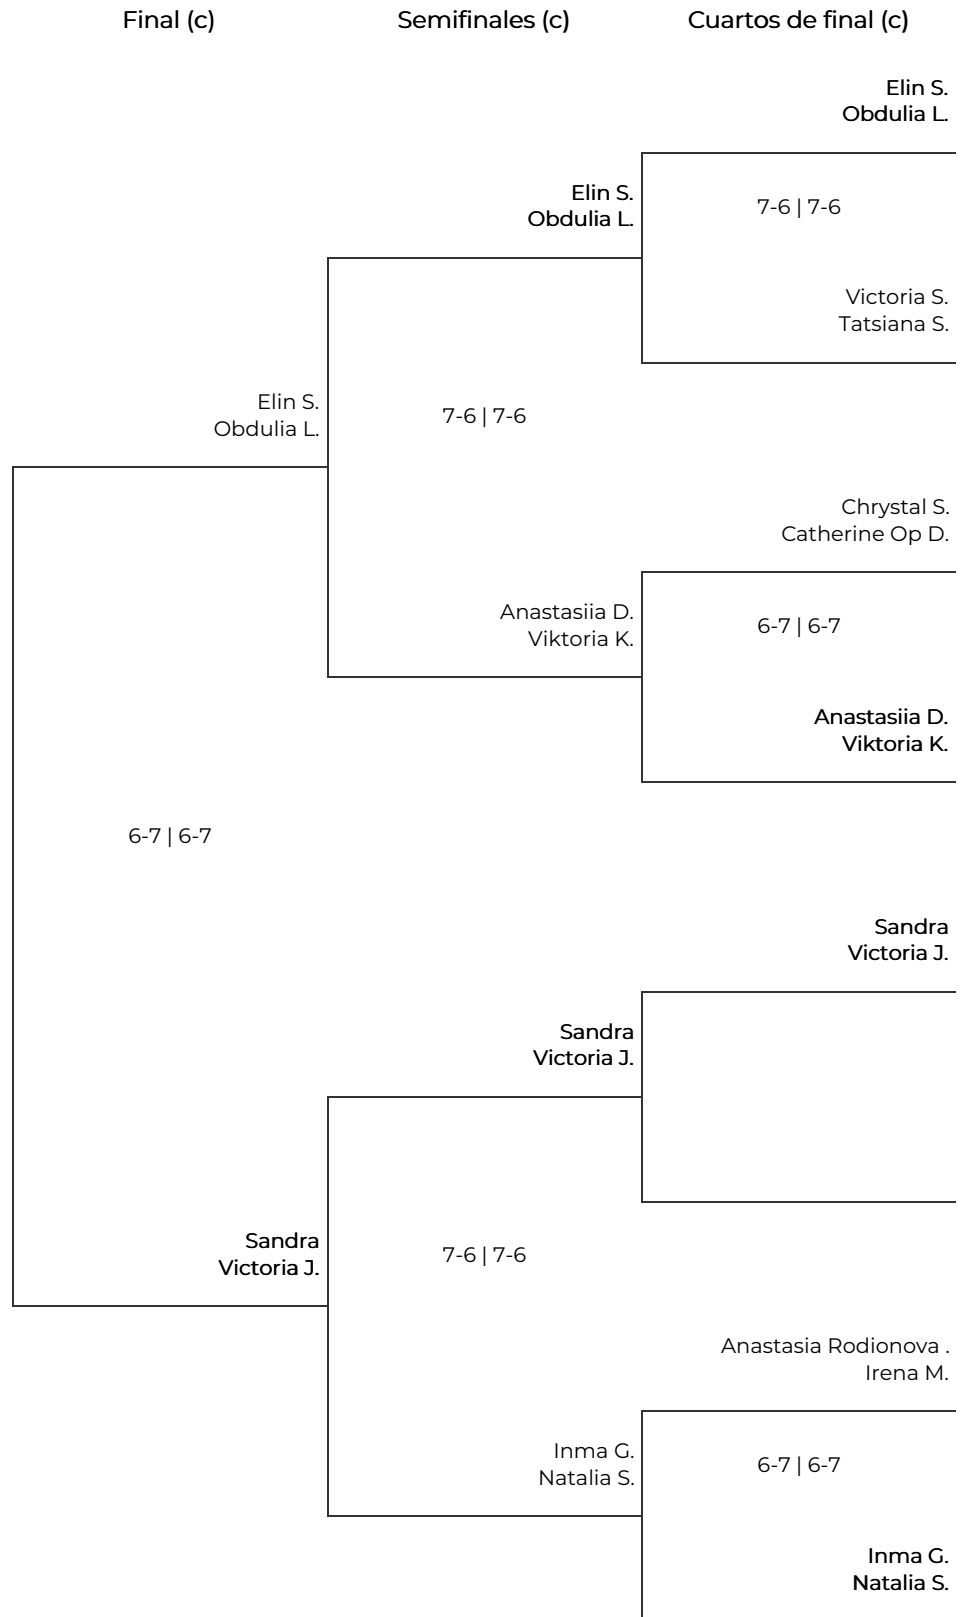 Final (c)
Semifinales (c)
Cuartos de final (c)
Elin S.
Obdulia L.
Elin S.
Obdulia L.
7-6 | 7-6
Victoria S.
Tatsiana S.
Elin S.
Obdulia L.
7-6 | 7-6
Chrystal S.
Catherine Op D.
Anastasiia D.
Viktoria K.
6-7 | 6-7
Anastasiia D.
Viktoria K.
6-7 | 6-7
Sandra
Victoria J.
Sandra
Victoria J.
Sandra
Victoria J.
7-6 | 7-6
Anastasia Rodionova .
Irena M.
Inma G.
Natalia S.
6-7 | 6-7
Inma G.
Natalia S.